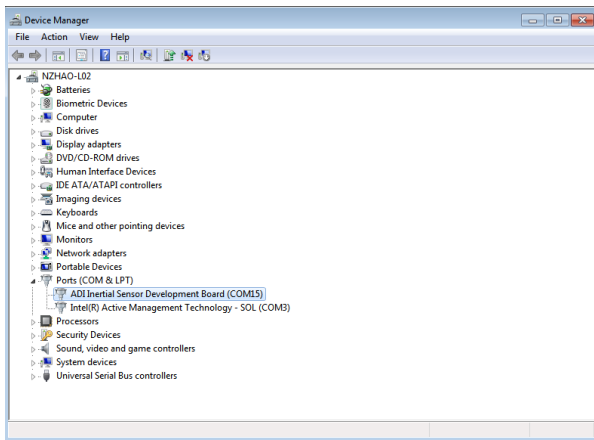 Device Manager
File Action View Help
NZHAO-L02
Batteries
Biometric Devices
Computer
Disk drives
Display adapters
DVD/CD-ROM drives
Human Interface Devices
IDE ATA/ATAPI controllers
Imaging devices
Keyboards
Mice and other pointing devices
Monitors
Network adapters
Portable Devices
Ports (COM & LPT)
ADI Inertial Sensor Development Board (COM15)
Intel(R) Active Management Technology - SOL (COM3)
Processors
Security Devices
Sound, video and game controllers
System devices
Universal Serial Bus controllers